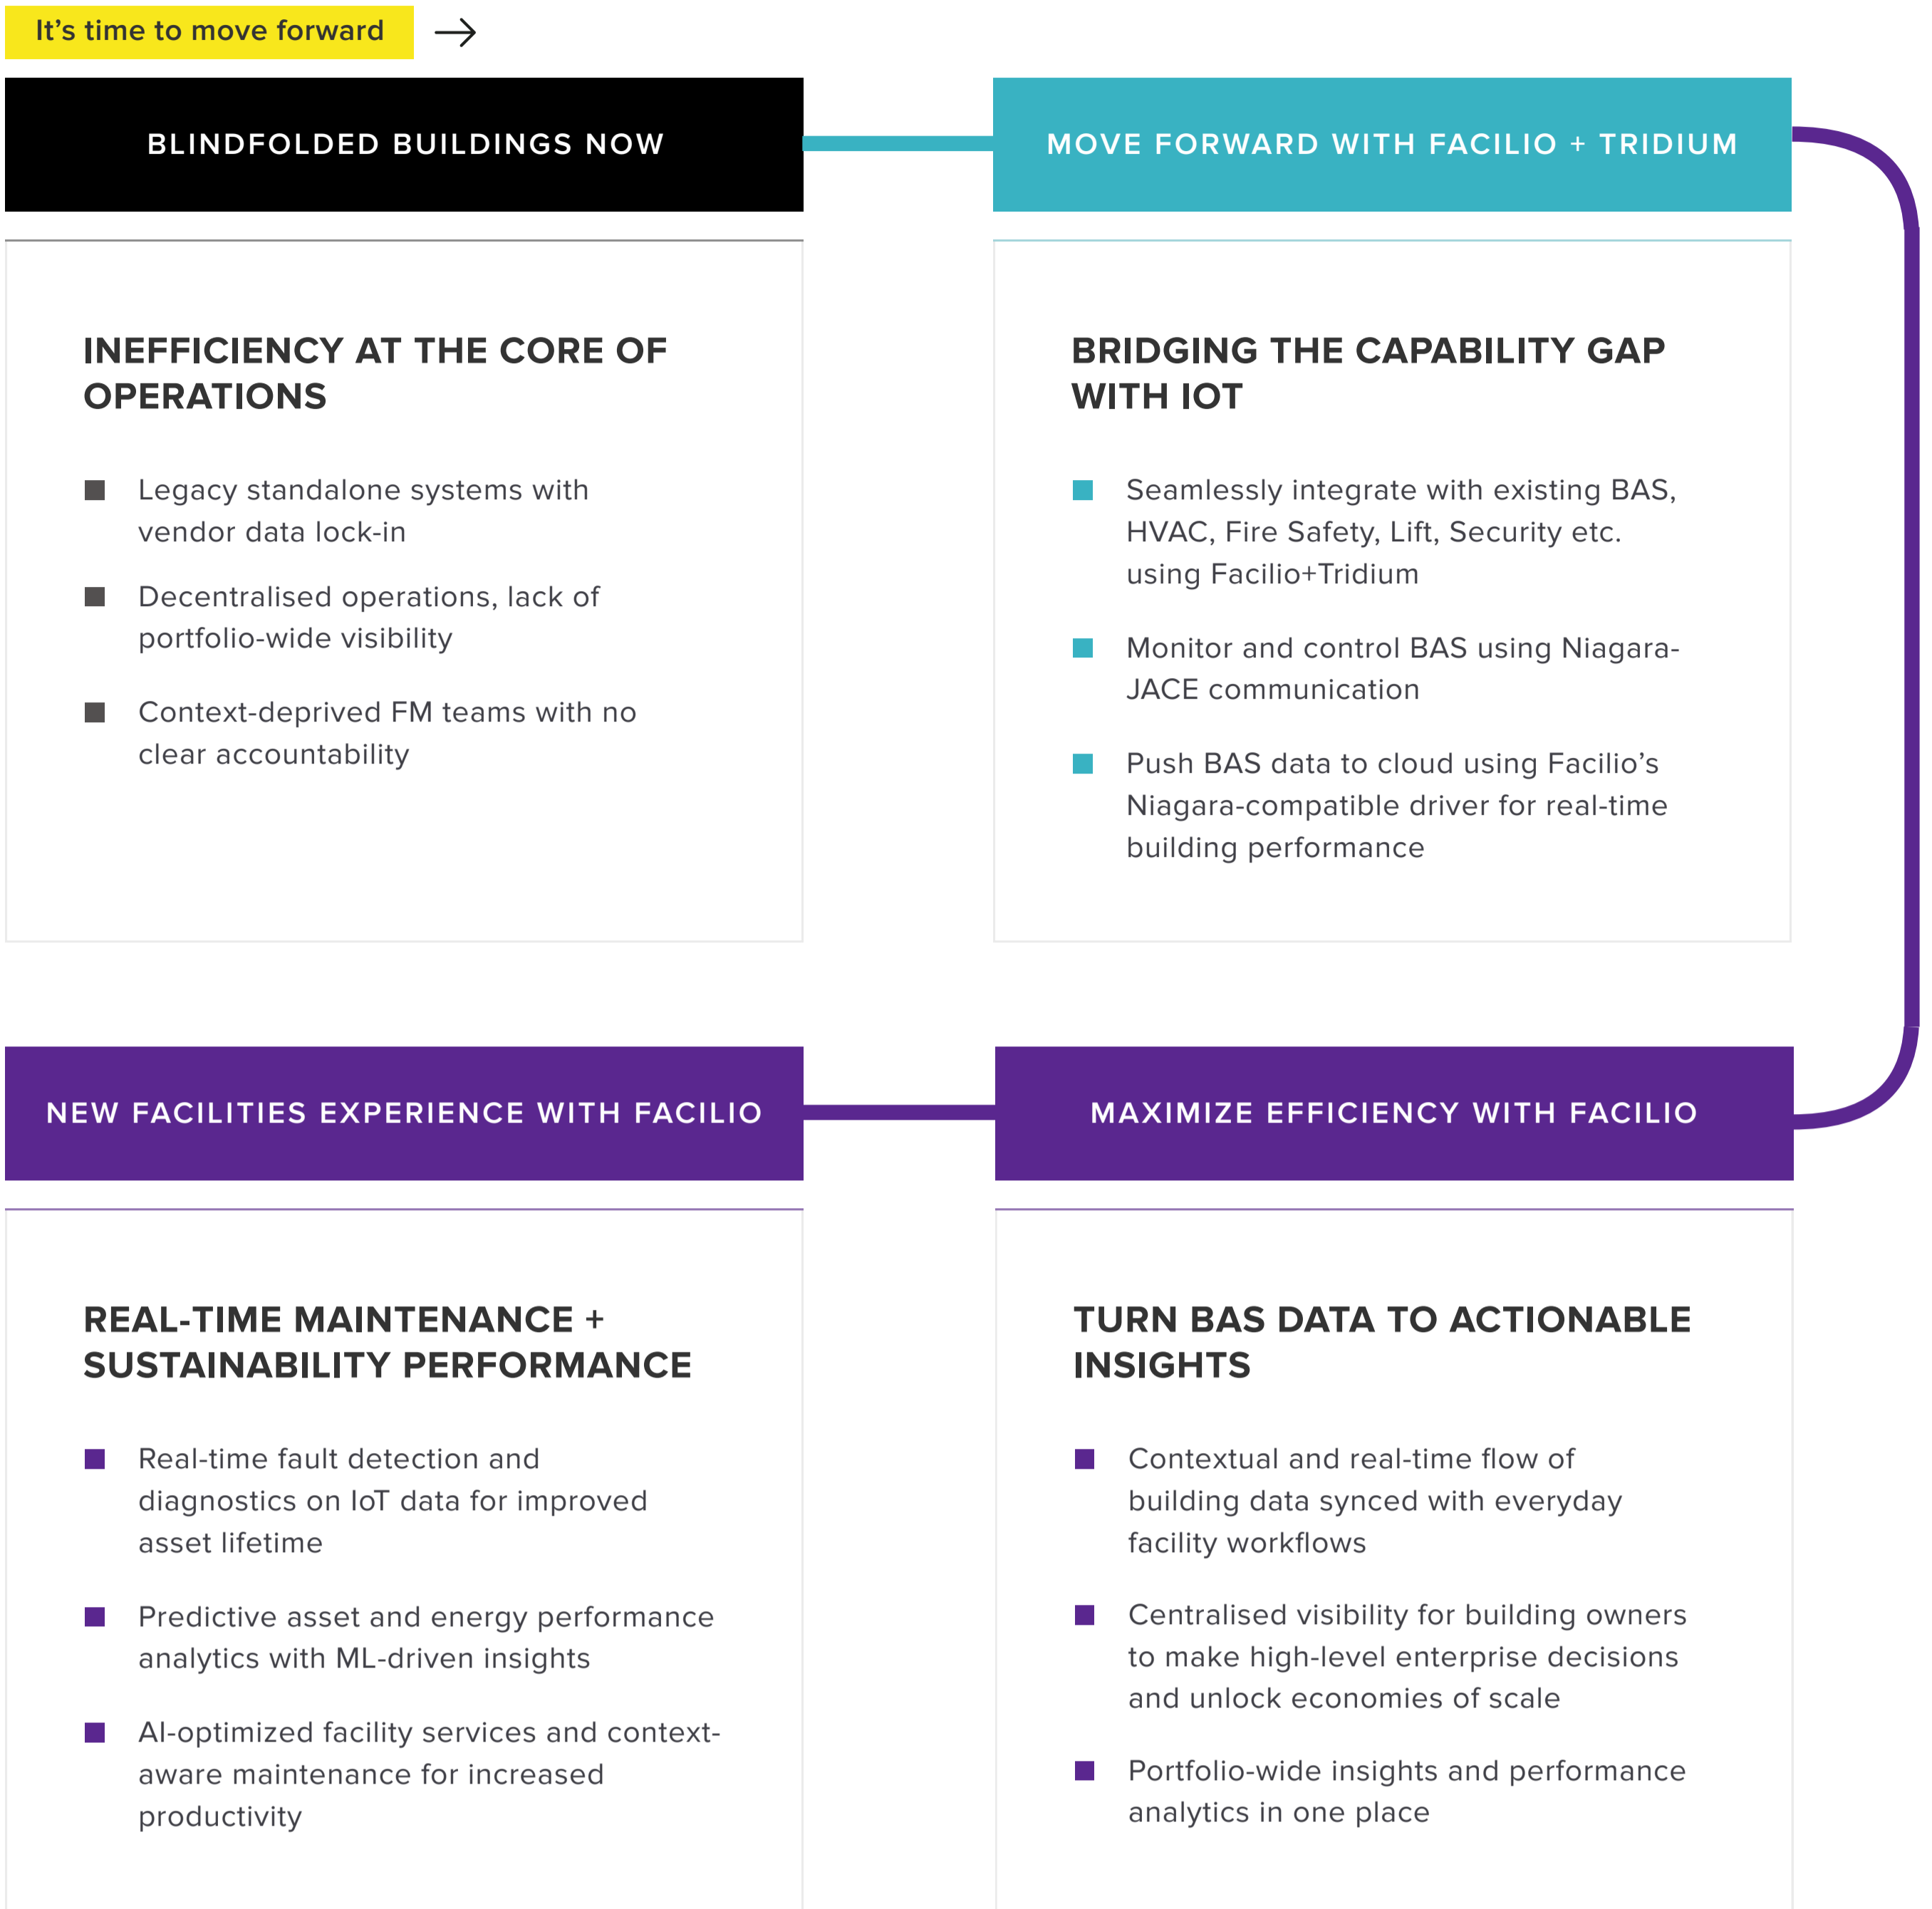 It's time to move forward
BLINDFOLDED BUILDINGS NOW
INEFFICIENCY AT THE CORE OF
OPERATIONS
Legacy standalone systems with
vendor data lock-in
Decentralised operations, lack of
portfolio-wide visibility
Context-deprived FM teams with no
clear accountability
MOVE FORWARD WITH FACILIO + TRIDIUM
BRIDGING THE CAPABILITY GAP
WITH IOT
Seamlessly integrate with existing BAS,
HVAC, Fire Safety, Lift, Security etc.
using Facilio+Tridium
Monitor and control BAS using Niagara-
JACE communication
Push BAS data to cloud using Facilio’s
Niagara-compatible driver for real-time
building performance
MAXIMIZE EFFICIENCY WITH FACILIO
TURN BAS DATA TO ACTIONABLE
INSIGHTS
Contextual and real-time flow of
building data synced with everyday
facility workflows
Centralised visibility for building owners
to make high-level enterprise decisions
and unlock economies of scale
Portfolio-wide insights and performance
analytics in one place
NEW FACILITIES EXPERIENCE WITH FACILIO
REAL-TIME MAINTENANCE +
SUSTAINABILITY PERFORMANCE
Real-time fault detection and
diagnostics on IoT data for improved
asset lifetime
Predictive asset and energy performance
analytics with ML-driven insights
AI-optimized facility services and context-
aware maintenance for increased
productivity